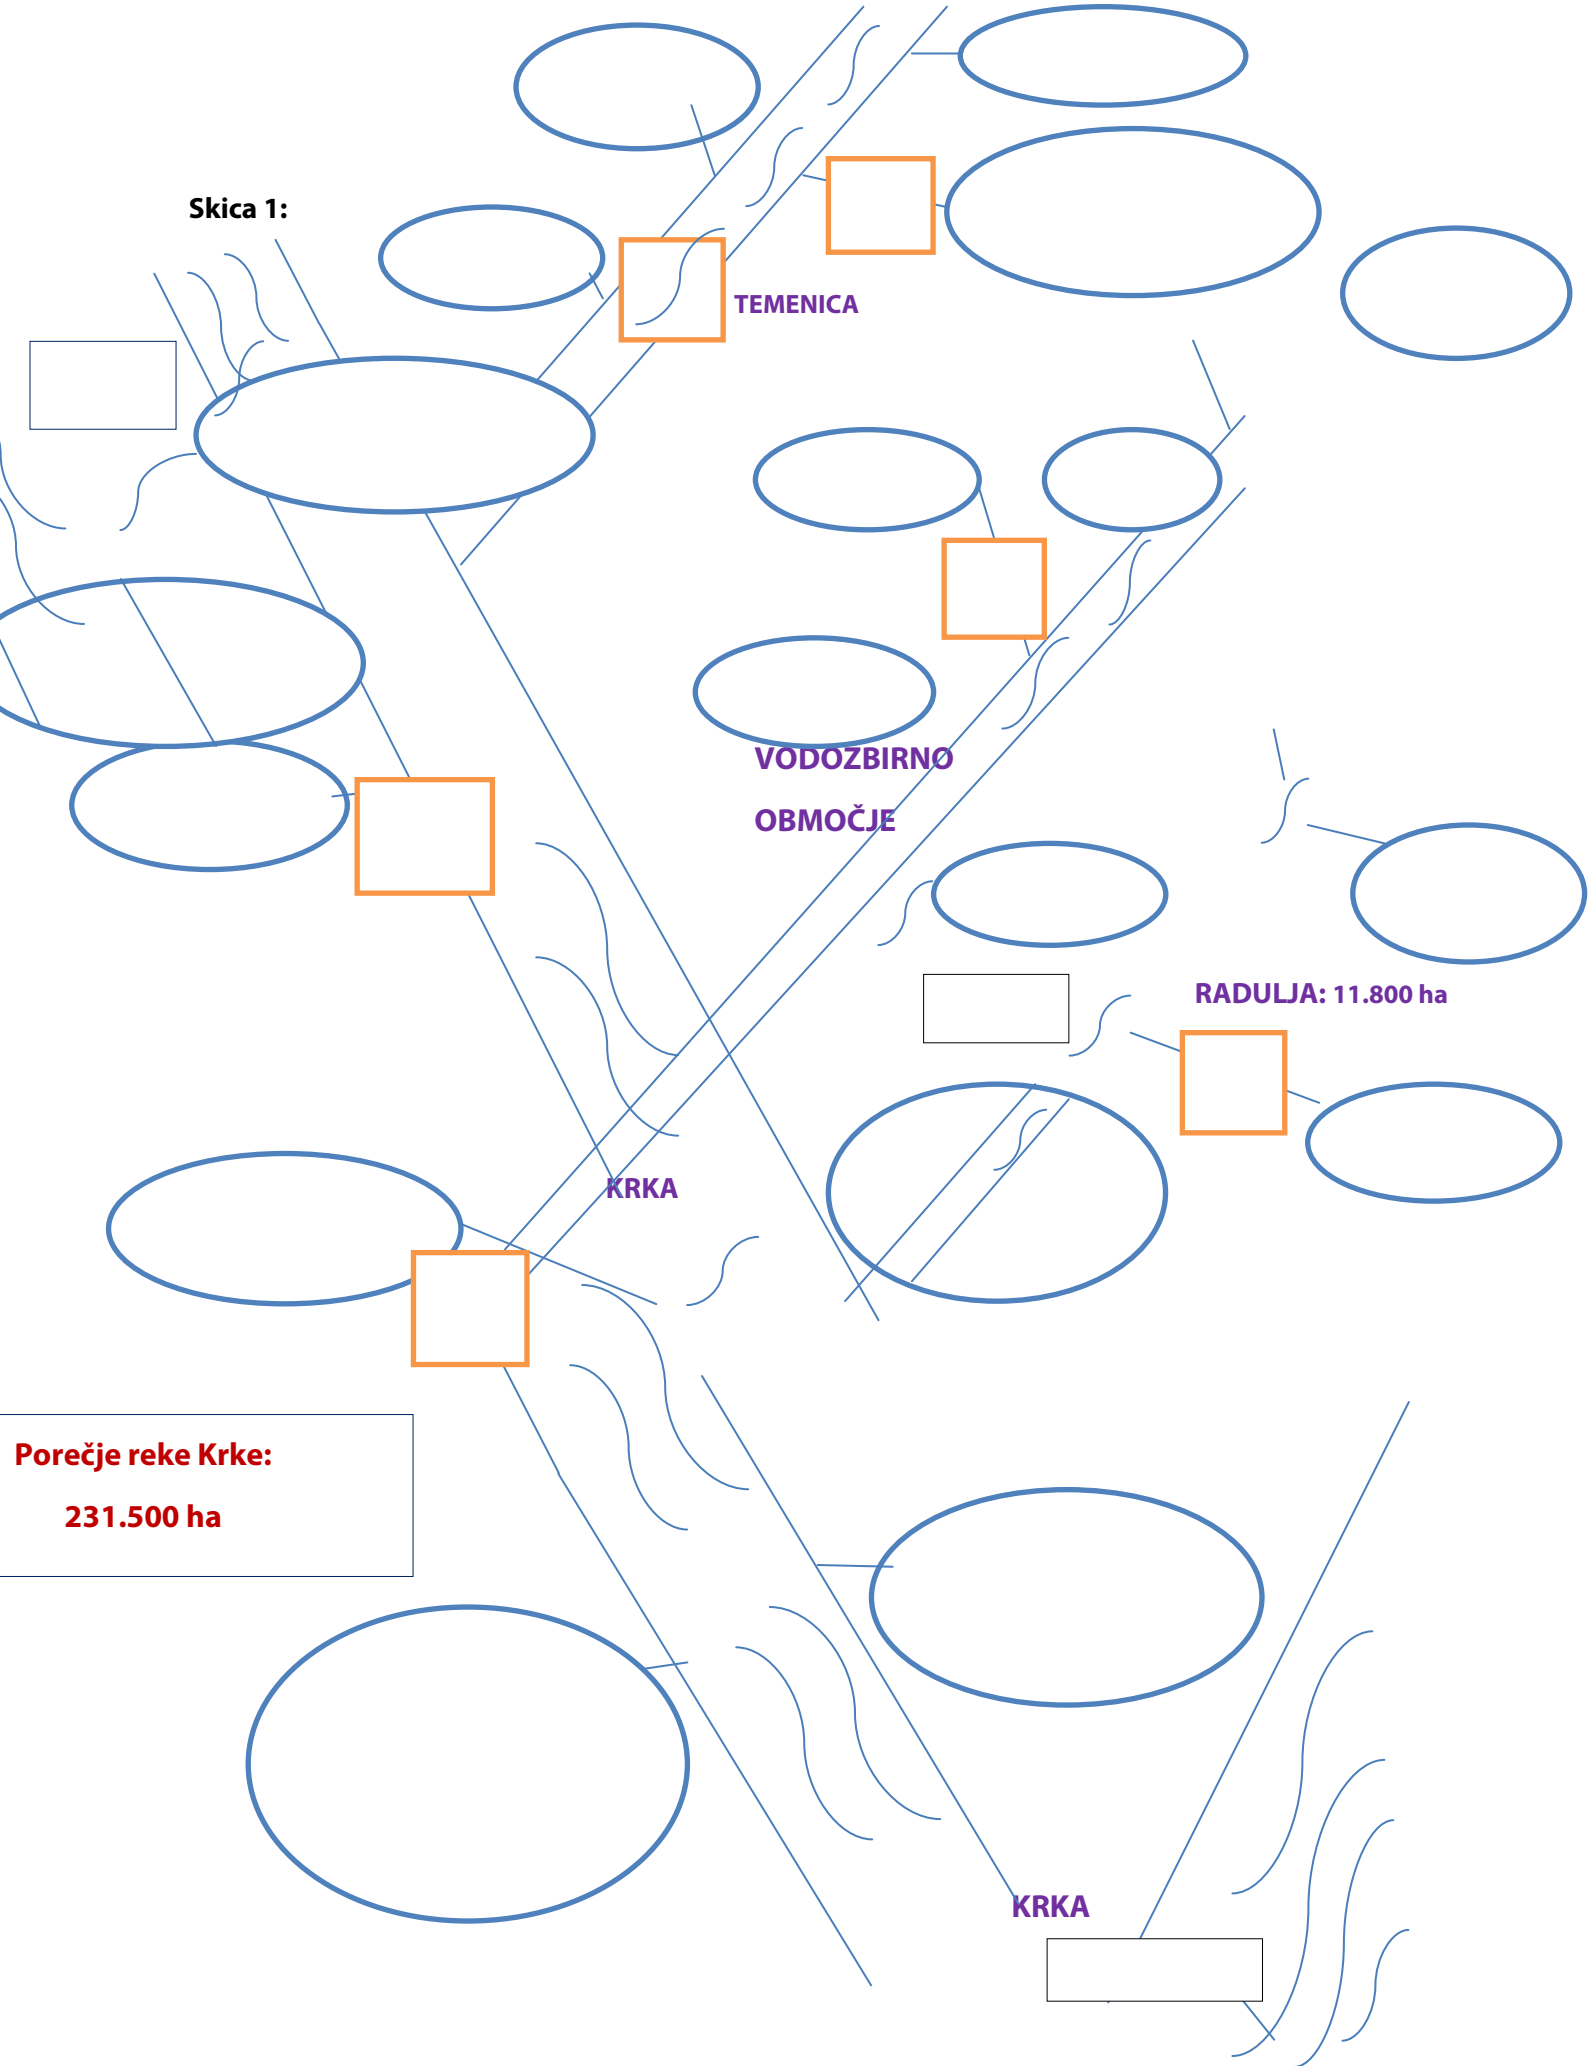 Skica 1:
TEMENICA
VODOZBIRNO
OBMOČJE
RADULJA: 11.800 ha
KRKA
Porečje reke Krke:
231.500 ha
KRKA